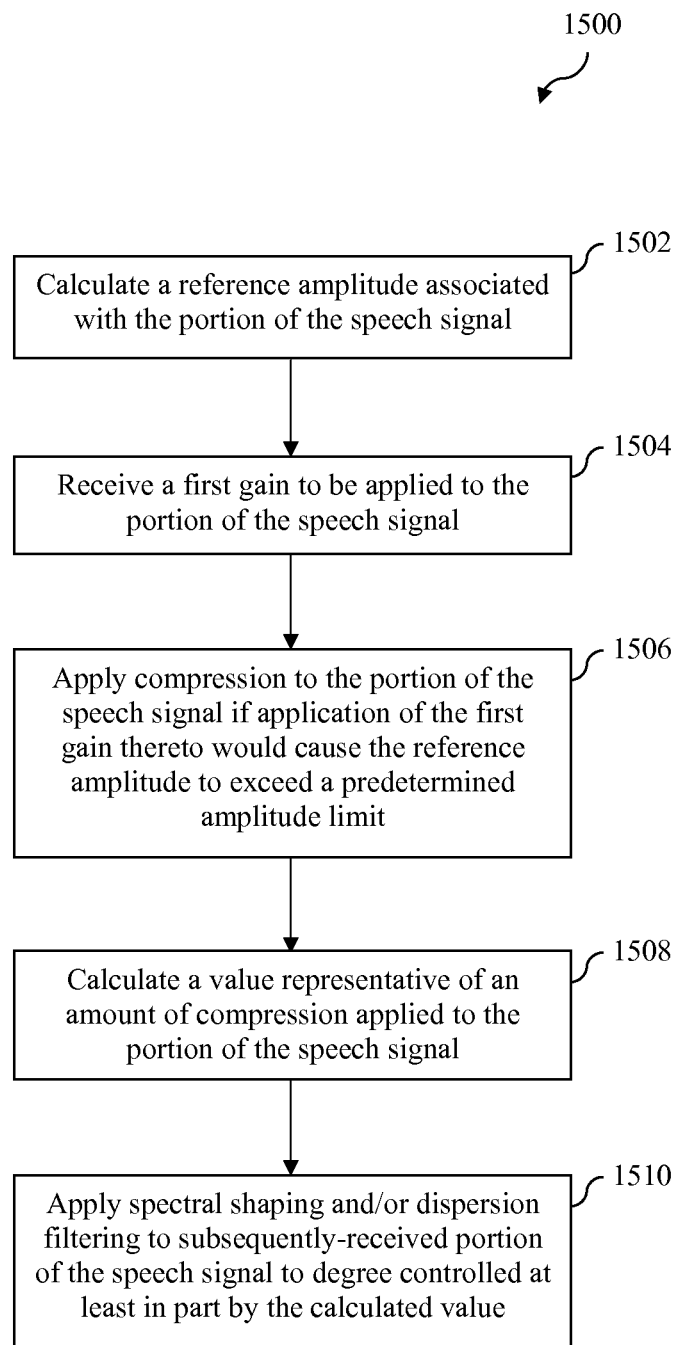 1500
1502
Calculate a reference amplitude associated
with the portion of the speech signal
1504
Receive a first gain to be applied to the
portion of the speech signal
1506
Apply compression to the portion of the
speech signal if application of the first
gain thereto would cause the reference
amplitude to exceed a predetermined
amplitude limit
1508
Calculate a value representative of an
amount of compression applied to the
portion of the speech signal
1510
Apply spectral shaping and/or dispersion
filtering to subsequently-received portion
of the speech signal to degree controlled at
least in part by the calculated value